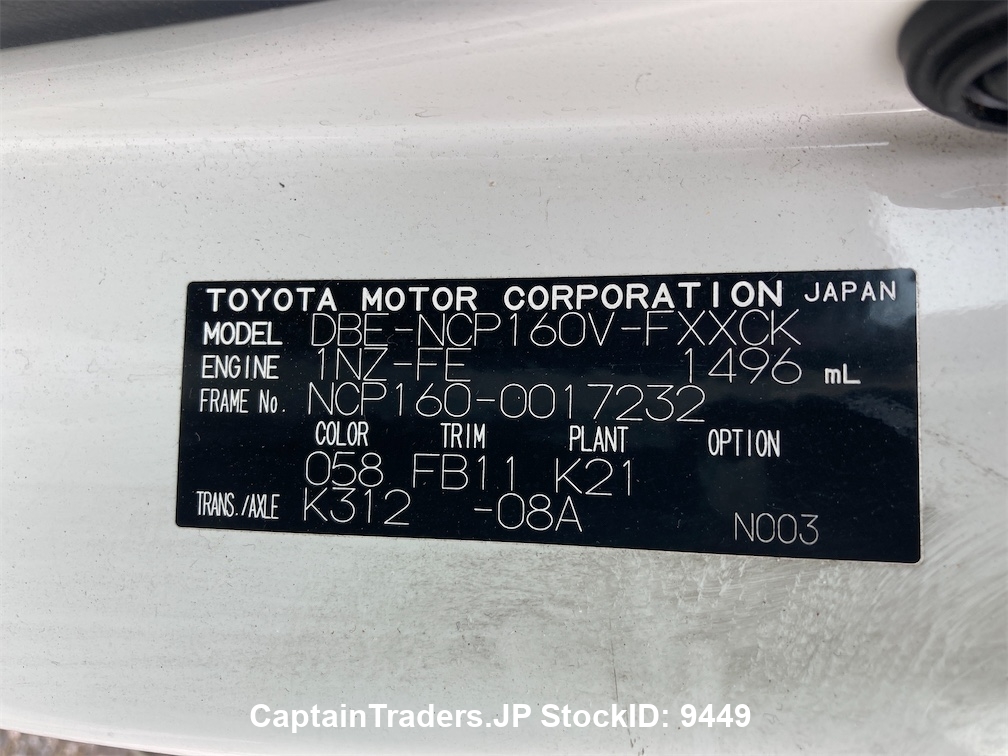 TOYOTA MOTOR CORPORATION JAPAN
MODEL DBE-NCP160V-FXXCK
ENGINE 1NZ-FE 1496 mL
FRAME No. NCP160-0017232
COLOR TRIM PLANT OPTION
058 FB11 K21
TRANS./AXLE K312 -08A N003
CaptainTraders.JP StockID: 9449